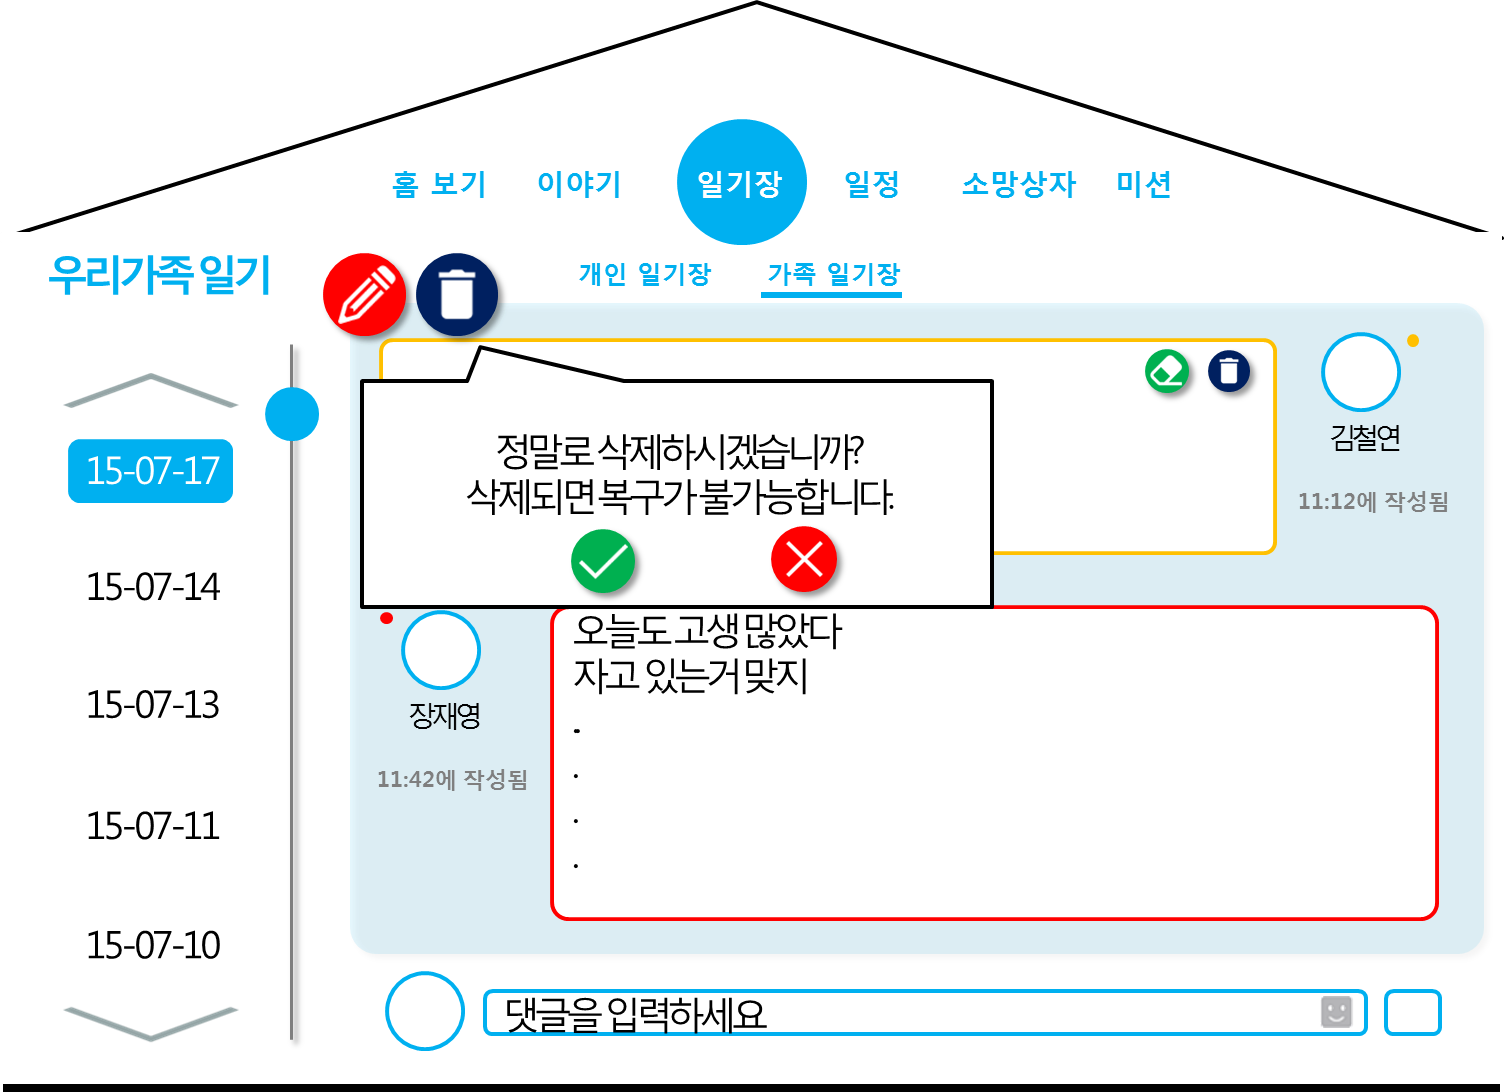 홈 보기 이야기 일기장 일정 소망상자 미션
우리가족 일기
개인 일기장 가족 일기장
15-07-17
15-07-14
15-07-13
15-07-11
15-07-10
정말로 삭제하시겠습니까?
삭제되면 복구가 불가능합니다.
김철연
11:12에 작성됨
장재영
11:42에 작성됨
오늘도 고생 많았다
자고 있는거 맞지
.
.
.
.
댓글을 입력하세요